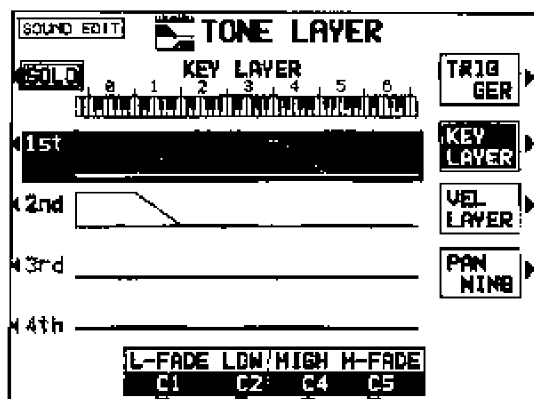 SOUND EDIT
TONE LAYER
SOLO
KEY LAYER
0 1 2 3 4 5 6
TRIG
GER
1st
KEY
LAYER
2nd
VEL
LAYER
3rd
PAN
NING
4th
L-FADE LOW/HIGH H-FADE
C1 C2 C4 C5